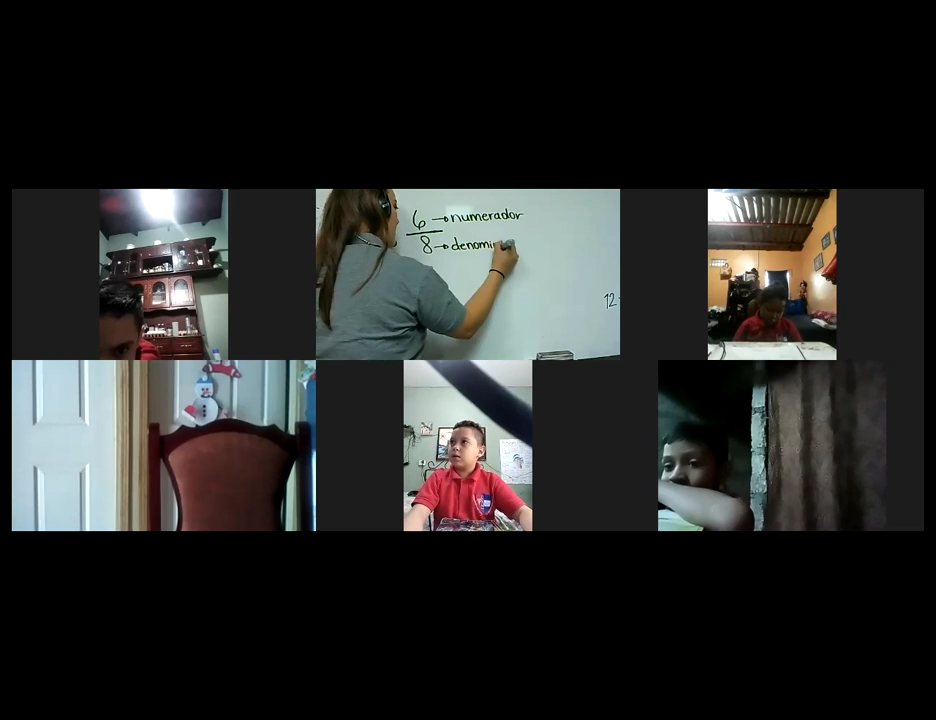 6 → numerador
8 → denomi
12